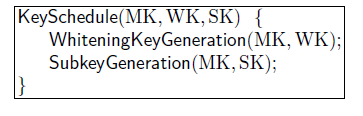 KeySchedule(MK, WK, SK) {
WhiteningKeyGeneration(MK, WK);
SubkeyGeneration(MK, SK);
}